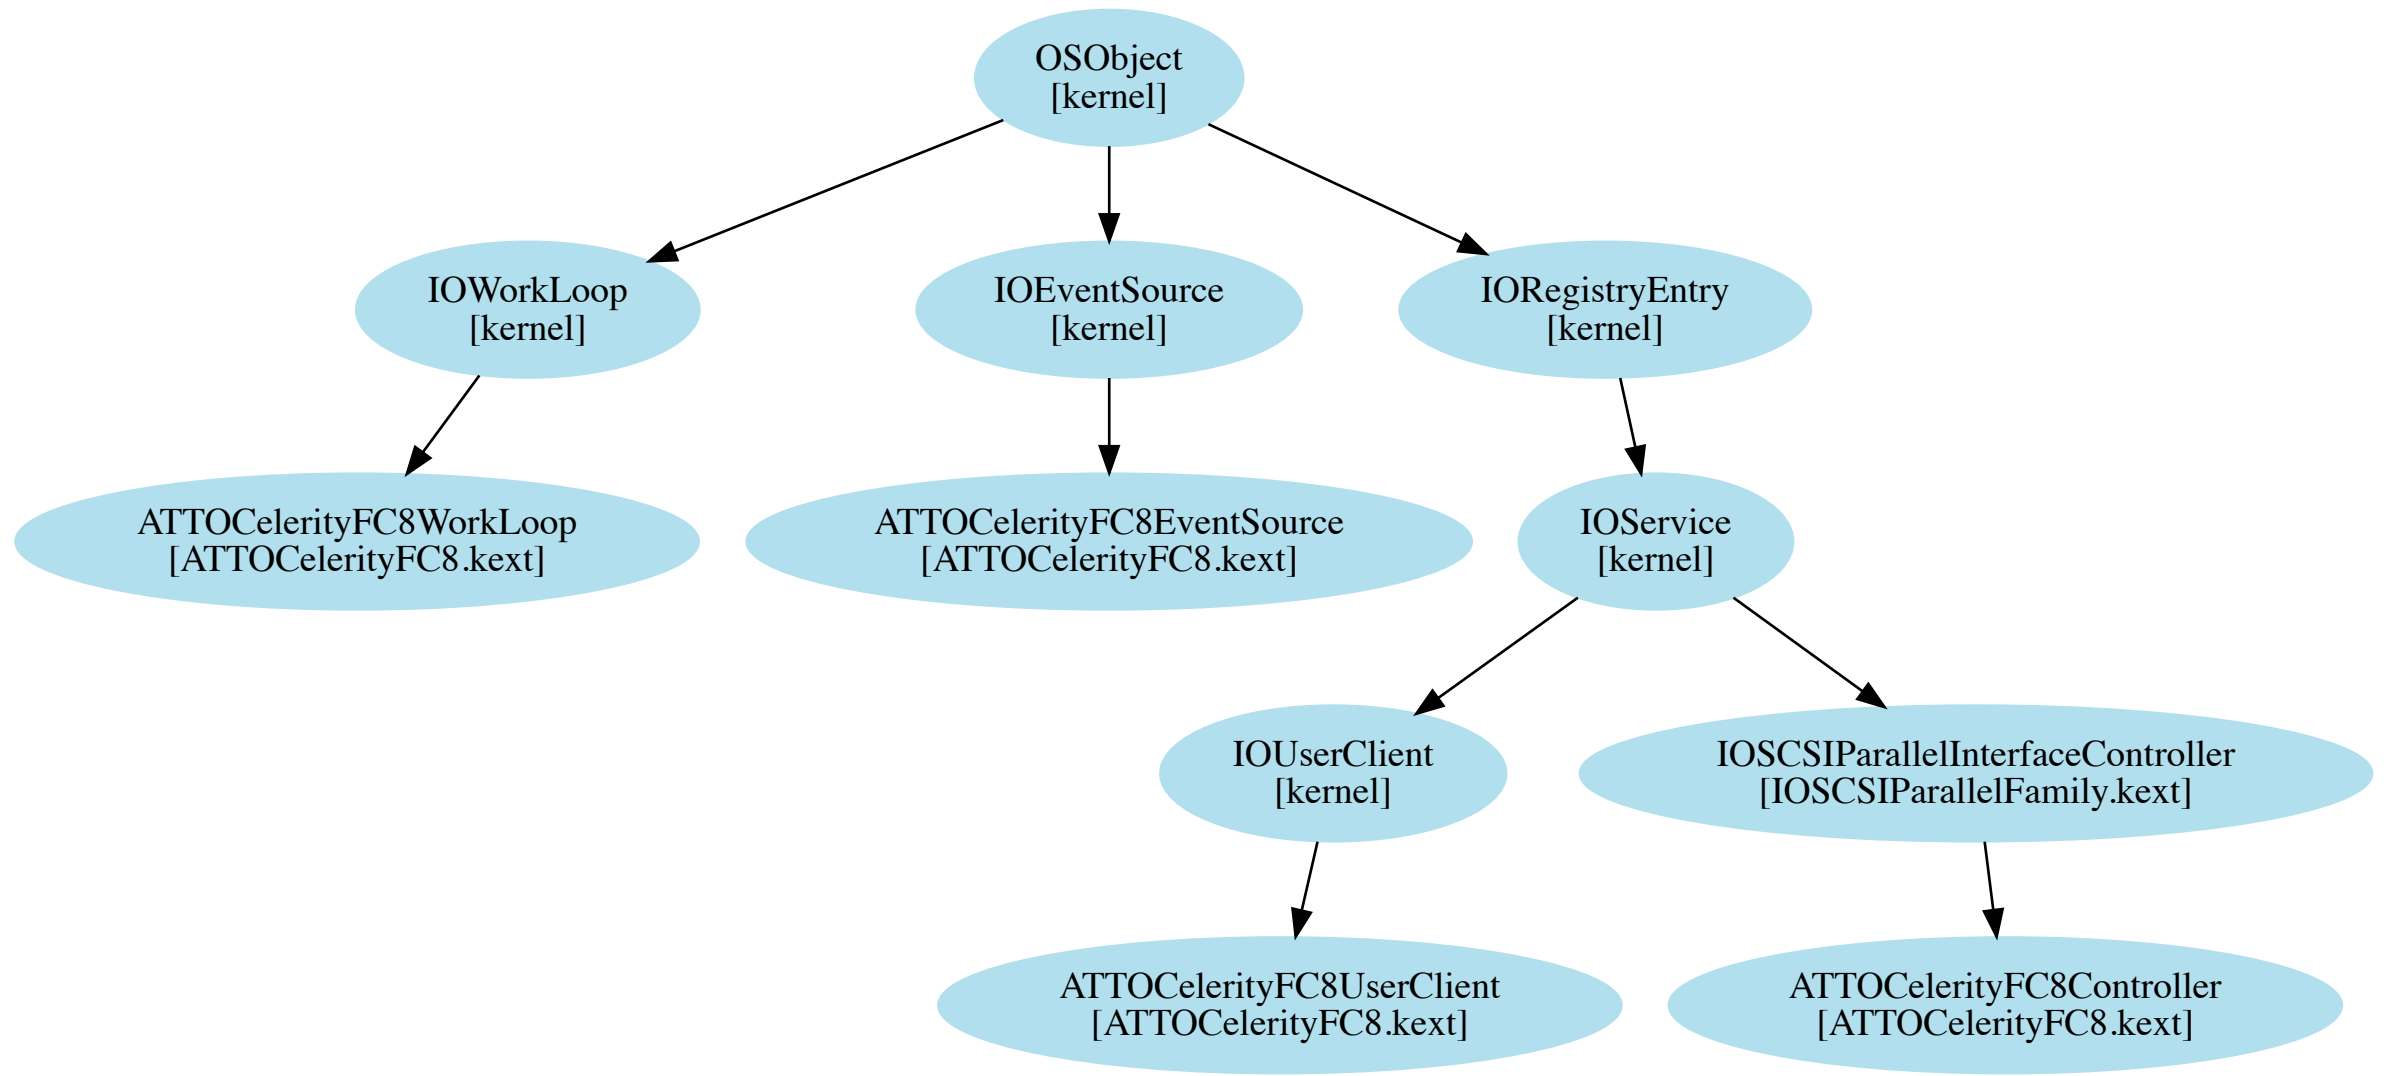 OSObject
[kernel]
IOWorkLoop
[kernel]
IOEventSource
[kernel]
IORegistryEntry
[kernel]
ATTOCelerityFC8WorkLoop
[ATTOCelerityFC8.kext]
ATTOCelerityFC8EventSource
[ATTOCelerityFC8.kext]
IOService
[kernel]
IOUserClient
[kernel]
IOSCSIParallelInterfaceController
[IOSCSIParallelFamily.kext]
ATTOCelerityFC8UserClient
[ATTOCelerityFC8.kext]
ATTOCelerityFC8Controller
[ATTOCelerityFC8.kext]